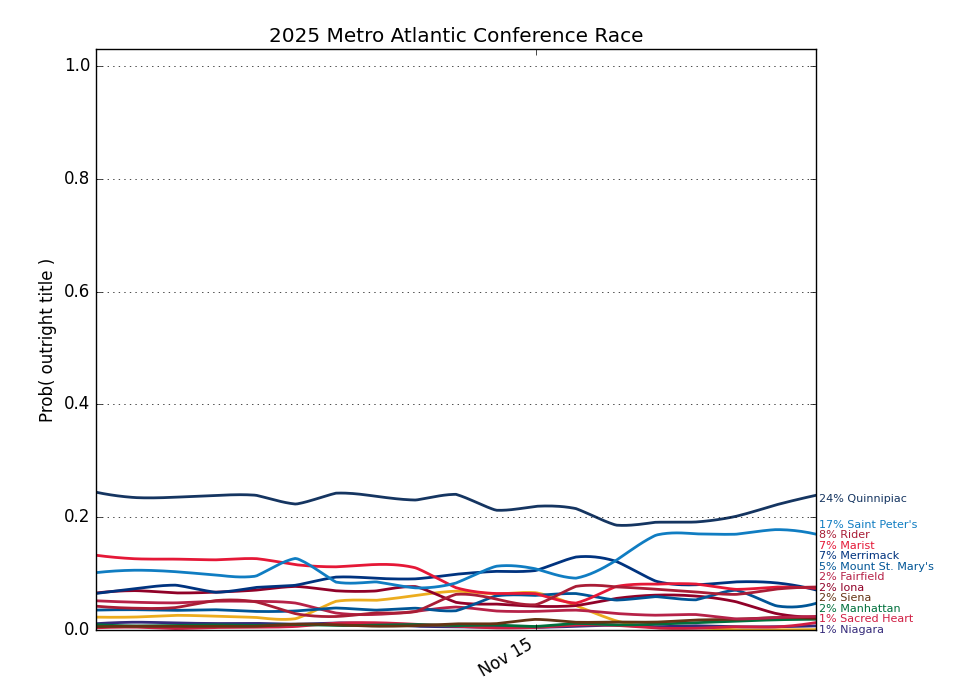 2025 Metro Atlantic Conference Race
1.0
0.8
0.6
0.4
0.2
0.0
Prob( outright title )
Nov 15
24% Quinnipiac
17% Saint Peter's
8% Rider
7% Marist
7% Merrimack
5% Mount St. Mary's
2% Fairfield
2% Iona
2% Siena
2% Manhattan
1% Sacred Heart
1% Niagara